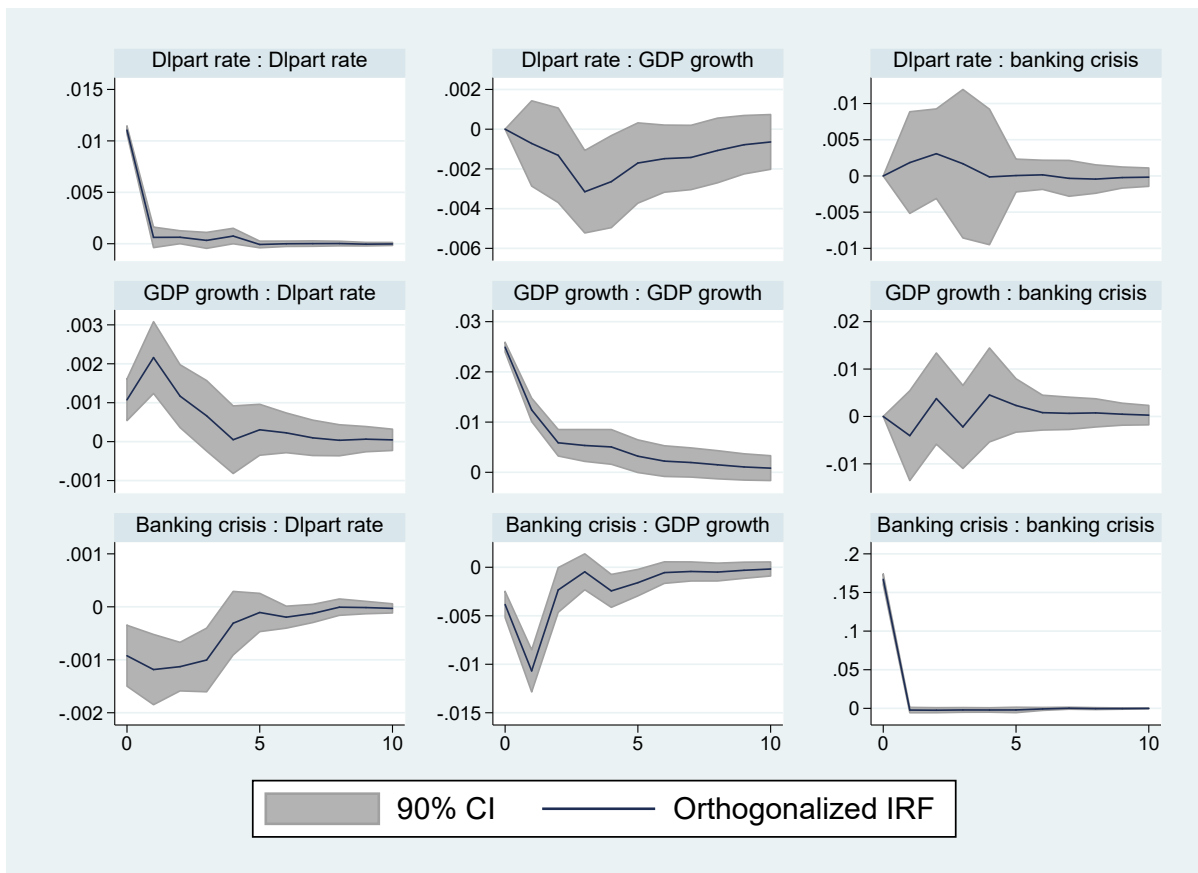 Dlpart rate : Dlpart rate
.015
.01
.005
0
Dlpart rate : GDP growth
.002
0
-.002
-.004
-.006
Dlpart rate : banking crisis
.01
.005
0
-.005
-.01
GDP growth : Dlpart rate
.003
.002
.001
0
-.001
GDP growth : GDP growth
.03
.02
.01
0
GDP growth : banking crisis
.02
.01
0
-.01
Banking crisis : Dlpart rate
.001
0
-.001
-.002
0 5 10
Banking crisis : GDP growth
0
-.005
-.01
-.015
0 5 10
Banking crisis : banking crisis
.2
.15
.1
.05
0
0 5 10
90% CI
Orthogonalized IRF